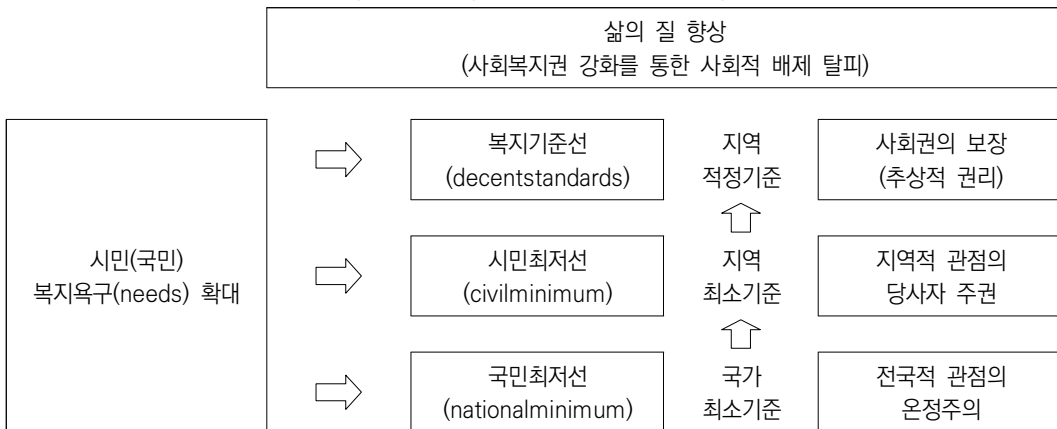 삶의 질 향상
(사회복지권 강화를 통한 사회적 배제 탈피)
시민(국민)
복지욕구(needs) 확대
복지기준선
(decentstandards)
지역
적정기준
사회권의 보장
(추상적 권리)
시민최저선
(civilminimum)
지역
최소기준
지역적 관점의
당사자 주권
국민최저선
(nationalminimum)
국가
최소기준
전국적 관점의
온정주의